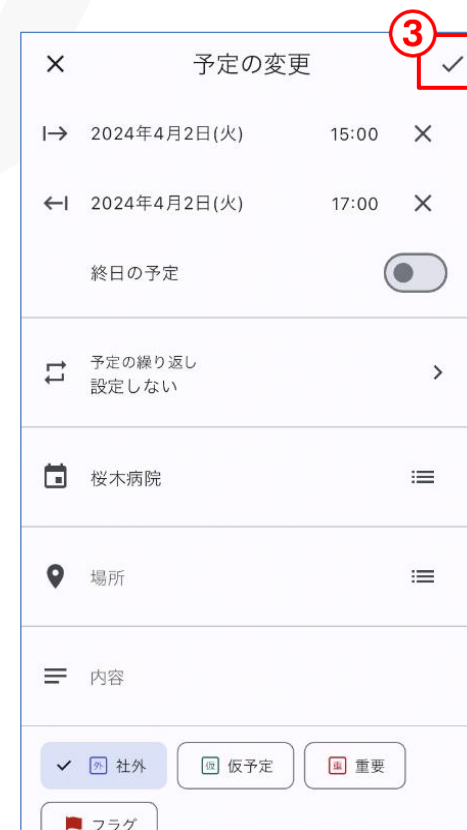 ③
予定の変更
2024年4月2日(火) 15:00
2024年4月2日(火) 17:00
終日の予定
予定の繰り返し
設定しない
桜木病院
場所
内容
外 社外 仮 仮予定 重 重要
フラグ